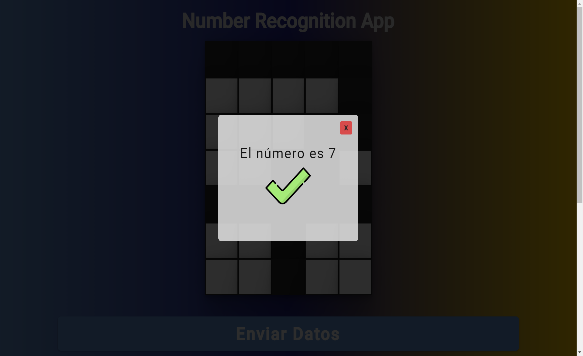 Number Recognition App
X
El número es 7
Enviar Datos